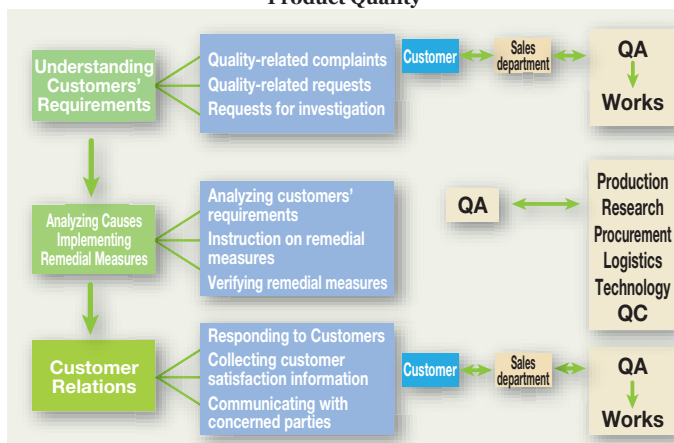 Product Quality
Understanding
Customers'
Requirements
Quality-related complaints
Quality-related requests
Requests for investigation
Customer
Sales
department
QA
Works
Analyzing Causes
Implementing
Remedial Measures
Analyzing customers'
requirements
Instruction on remedial
measures
Verifying remedial measures
QA
Production
Research
Procurement
Logistics
Technology
QC
Customer
Relations
Responding to Customers
Collecting customer
satisfaction information
Communicating with
concerned parties
Customer
Sales
department
QA
Works